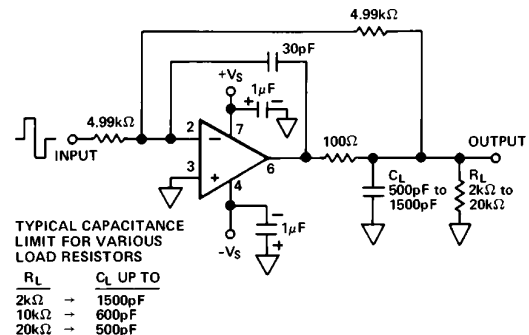 4.99kΩ
30pF
+VS
1µF
+ −
4.99kΩ
2
7
−
INPUT
100Ω
OUTPUT
6
3
+
4
CL
500pF to
1500pF
RL
2kΩ to
20kΩ
−
1µF
+
−VS
TYPICAL CAPACITANCE
LIMIT FOR VARIOUS
LOAD RESISTORS
RL CL UP TO
2kΩ → 1500pF
10kΩ → 600pF
20kΩ → 500pF